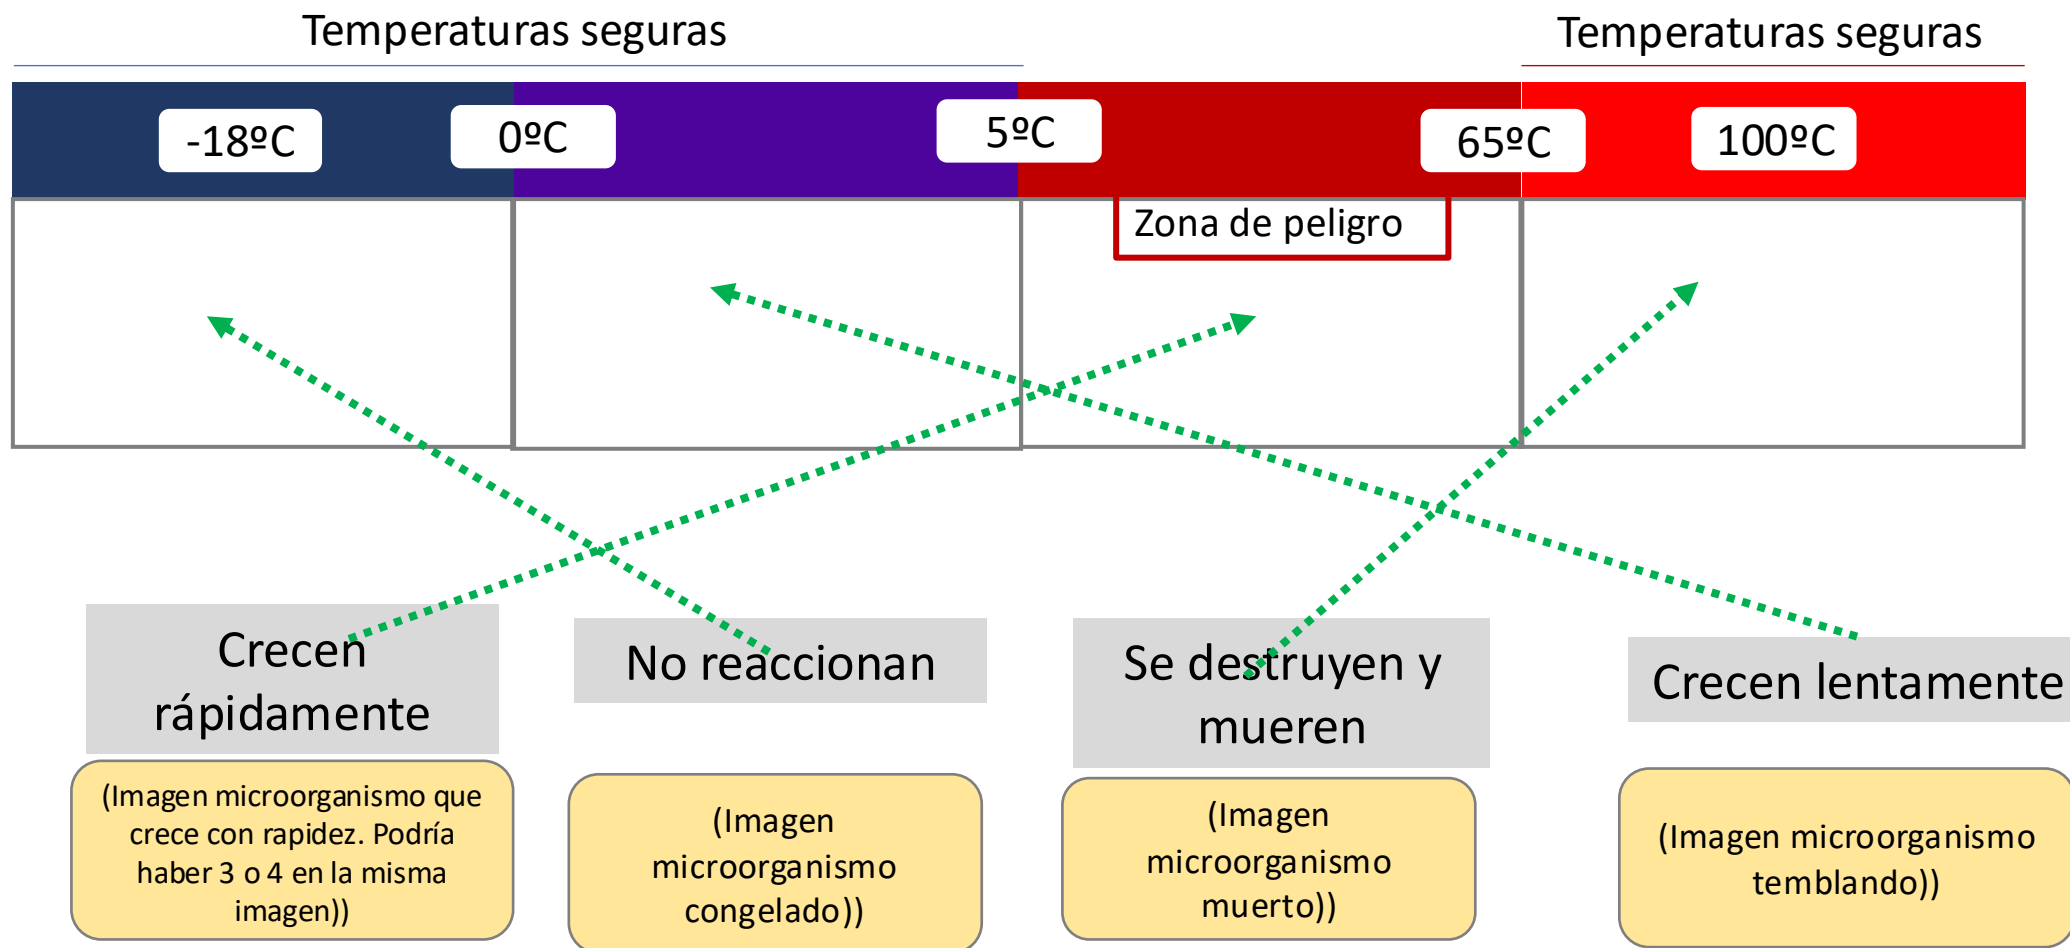 Temperaturas seguras
Temperaturas seguras
-18ºC
0ºC
5ºC
65ºC
100ºC
Zona de peligro
Crecen
rápidamente
No reaccionan
Se destruyen y
mueren
Crecen lentamente
(Imagen microorganismo que
crece con rapidez. Podría
haber 3 o 4 en la misma
imagen))
(Imagen
microorganismo
congelado))
(Imagen
microorganismo
muerto))
(Imagen microorganismo
temblando))